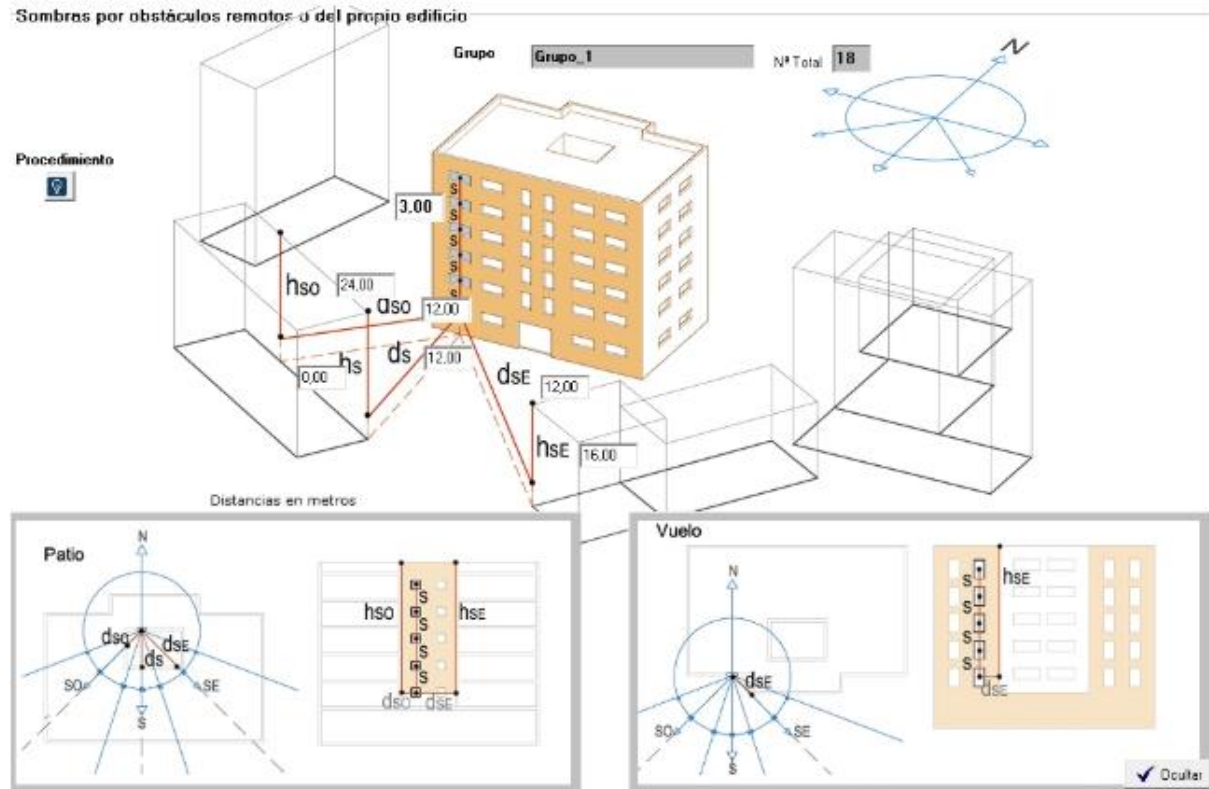 Sombras por obstáculos remotos o del propio edificio
Grupo
Grupo_1
Nº Total
18
N
Procedimiento
3,00
S
S
S
S
S
hso
24,00
dso
12,00
hs
0,00
ds
12,00
dSE
12,00
hSE
16,00
Distancias en metros
Patio
N
dso
ds
dSE
SO
SE
S
hso
hSE
S
S
S
S
dso
dSE
Vuelo
N
dSE
SO
SE
S
S
S
S
S
hSE
dSE
Ocultar